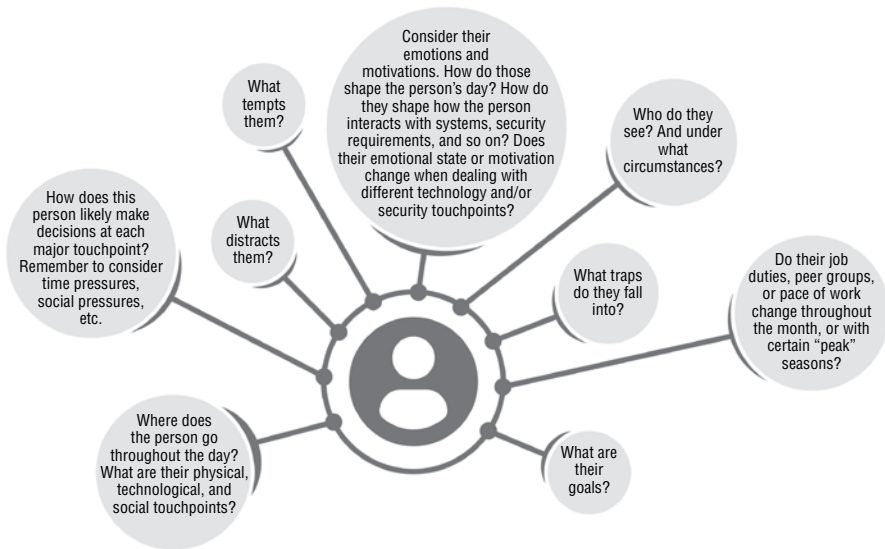 Consider their
emotions and
motivations. How do those
shape the person's day? How do
they shape how the person
interacts with systems, security
requirements, and so on? Does
their emotional state or motivation
change when dealing with
different technology and/or
security touchpoints?
What
tempts
them?
Who do they
see? And under
what
circumstances?
How does this
person likely make
decisions at each
major touchpoint?
Remember to consider
time pressures,
social pressures,
etc.
What
distracts
them?
What traps
do they fall
into?
Do their job
duties, peer groups,
or pace of work
change throughout
the month, or with
certain “peak”
seasons?
Where does
the person go
throughout the day?
What are their physical,
technological, and
social touchpoints?
What are
their
goals?